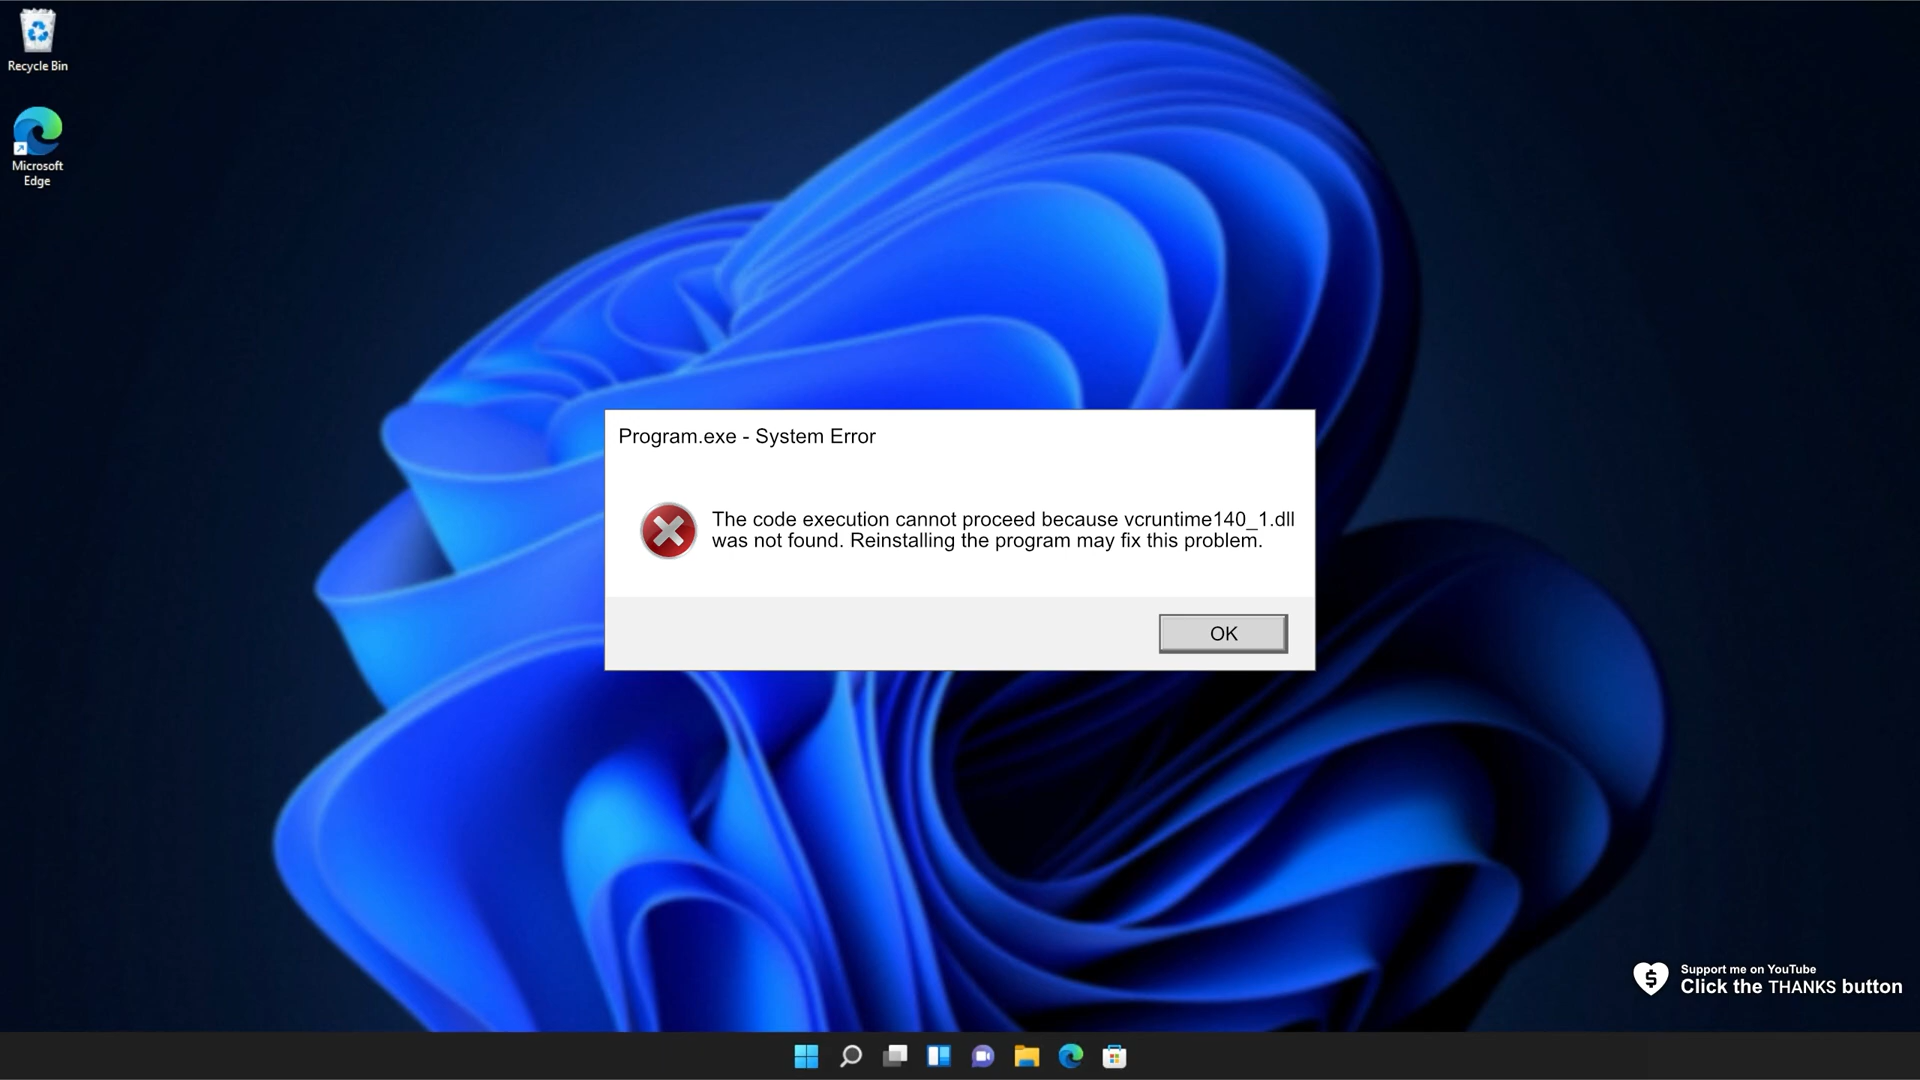 Recycle Bin
Microsoft
Edge
Program.exe - System Error
The code execution cannot proceed because vcruntime140_1.dll
was not found. Reinstalling the program may fix this problem.
OK
$
Support me on YouTube
Click the THANKS button